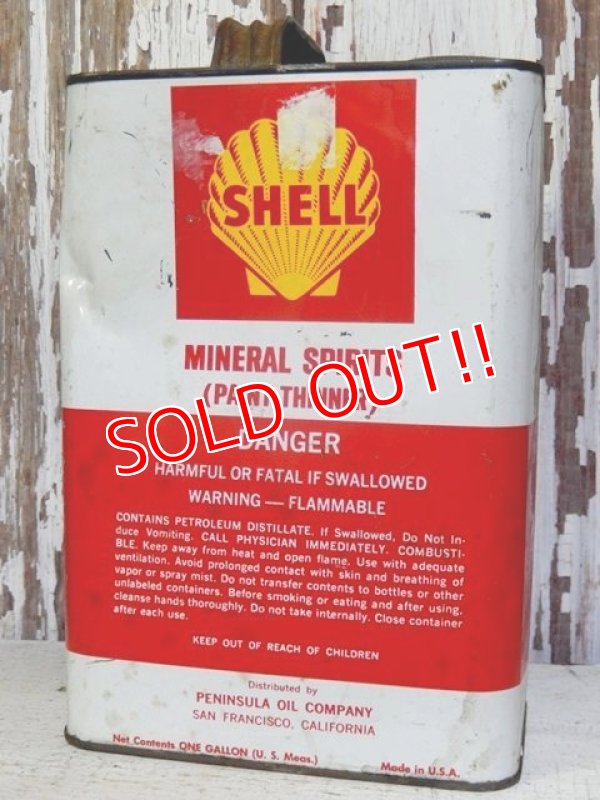 SHELL
MINERAL SPIRITS
(PAINT THINNER)
SOLD OUT!!
DANGER
HARMFUL OR FATAL IF SWALLOWED
WARNING — FLAMMABLE
CONTAINS PETROLEUM DISTILLATE. If Swallowed, Do Not In-
duce Vomiting. CALL PHYSICIAN IMMEDIATELY. COMBUSTI-
BLE. Keep away from heat and open flame. Use with adequate
ventilation. Avoid prolonged contact with skin and breathing of
vapor or spray mist. Do not transfer contents to bottles or other
unlabeled containers. Before smoking or eating and after using,
cleanse hands thoroughly. Do not take internally. Close container
after each use.
KEEP OUT OF REACH OF CHILDREN
Distributed by
PENINSULA OIL COMPANY
SAN FRANCISCO, CALIFORNIA
Net Contents ONE GALLON (U. S. Meas.)
Made in U.S.A.